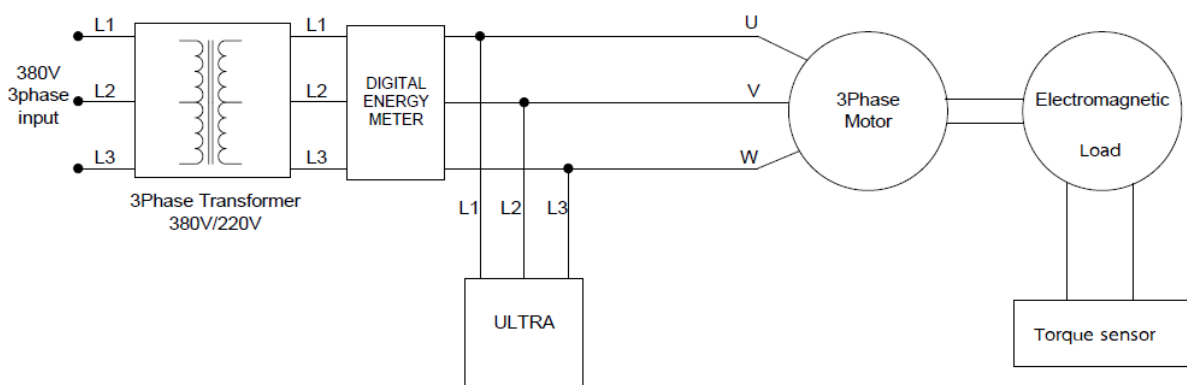 L1
L2
L3
380V
3phase
input
3Phase Transformer
380V/220V
L1
L2
L3
DIGITAL
ENERGY
METER
L1
L2
L3
ULTRA
U
V
W
3Phase
Motor
Electromagnetic
Load
Torque sensor